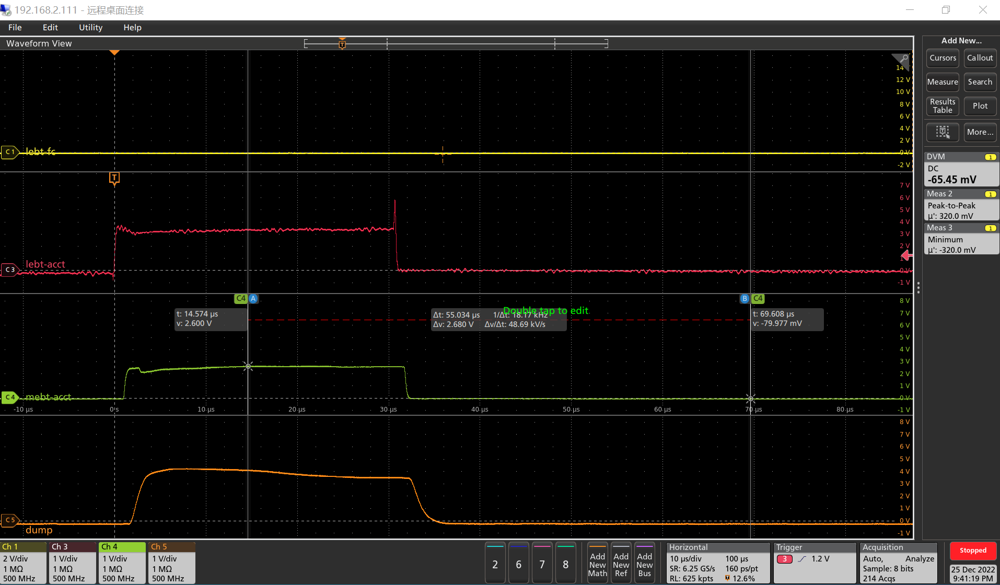 192.168.2.111 - 远程桌面连接
File Edit Utility Help
Waveform View
T
Add New...
Cursors Callout
Measure Search
Results Table Plot
More...
DVM 1
DC
-65.45 mV
Meas 2 1
Peak-to-Peak
µ': 320.0 mV
Meas 3 1
Minimum
µ': -320.0 mV
14
12 V
10 V
8 V
6 V
4 V
2 V
0 V
-2 V
C 1 lebt-fc
T
7 V
6 V
5 V
4 V
3 V
2 V
1
0 V
-1 V
lebt-acct
C 3
C4 A
B C4
t: 14.574 µs
v: 2.600 V
Double tap to edit
Δt: 55.034 µs 1/Δt: 18.17 kHz
Δv: 2.680 V Δv/Δt: 48.69 kV/s
t: 69.608 µs
v: -79.977 mV
8 V
7 V
6 V
5 V
4 V
3 V
2 V
1 V
0 V
-1 V
C 4 mebt-acct
-10 µs 0 s 10 µs 20 µs 30 µs 40 µs 50 µs 60 µs 70 µs 80 µs
8 V
7 V
6 V
5 V
4 V
3 V
2 V
1 V
0 V
-1 V
C 5
dump
Ch 1
2 V/div
1 MΩ
500 MHz
Ch 3
1 V/div
1 MΩ
500 MHz
Ch 4
1 V/div
1 MΩ
500 MHz
Ch 5
1 V/div
1 MΩ
500 MHz
2 6 7 8
Add New Math
Add New Ref
Add New Bus
Horizontal
10 µs/div 100 µs
SR: 6.25 GS/s 160 ps/pt
RL: 625 kpts T 12.6%
Trigger
3 1.2 V
Acquisition
Auto, Analyze
Sample: 8 bits
214 Acqs
Stopped
25 Dec 2022
9:41:19 PM